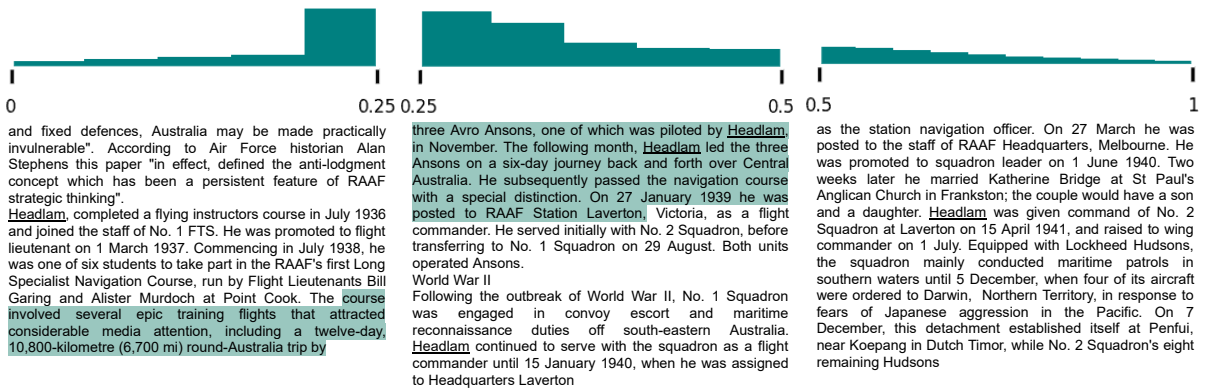 0
0.25
and fixed defences, Australia may be made practically
invulnerable". According to Air Force historian Alan
Stephens this paper "in effect, defined the anti-lodgment
concept which has been a persistent feature of RAAF
strategic thinking".
Headlam, completed a flying instructors course in July 1936
and joined the staff of No. 1 FTS. He was promoted to flight
lieutenant on 1 March 1937. Commencing in July 1938, he
was one of six students to take part in the RAAF's first Long
Specialist Navigation Course, run by Flight Lieutenants Bill
Garing and Alister Murdoch at Point Cook. The course
involved several epic training flights that attracted
considerable media attention, including a twelve-day,
10,800-kilometre (6,700 mi) round-Australia trip by
0.25
0.5
three Avro Ansons, one of which was piloted by Headlam,
in November. The following month, Headlam led the three
Ansons on a six-day journey back and forth over Central
Australia. He subsequently passed the navigation course
with a special distinction. On 27 January 1939 he was
posted to RAAF Station Laverton, Victoria, as a flight
commander. He served initially with No. 2 Squadron, before
transferring to No. 1 Squadron on 29 August. Both units
operated Ansons.
World War II
Following the outbreak of World War II, No. 1 Squadron
was engaged in convoy escort and maritime
reconnaissance duties off south-eastern Australia.
Headlam continued to serve with the squadron as a flight
commander until 15 January 1940, when he was assigned
to Headquarters Laverton
0.5
1
as the station navigation officer. On 27 March he was
posted to the staff of RAAF Headquarters, Melbourne. He
was promoted to squadron leader on 1 June 1940. Two
weeks later he married Katherine Bridge at St Paul's
Anglican Church in Frankston; the couple would have a son
and a daughter. Headlam was given command of No. 2
Squadron at Laverton on 15 April 1941, and raised to wing
commander on 1 July. Equipped with Lockheed Hudsons,
the squadron mainly conducted maritime patrols in
southern waters until 5 December, when four of its aircraft
were ordered to Darwin, Northern Territory, in response to
fears of Japanese aggression in the Pacific. On 7
December, this detachment established itself at Penfui,
near Koepang in Dutch Timor, while No. 2 Squadron's eight
remaining Hudsons